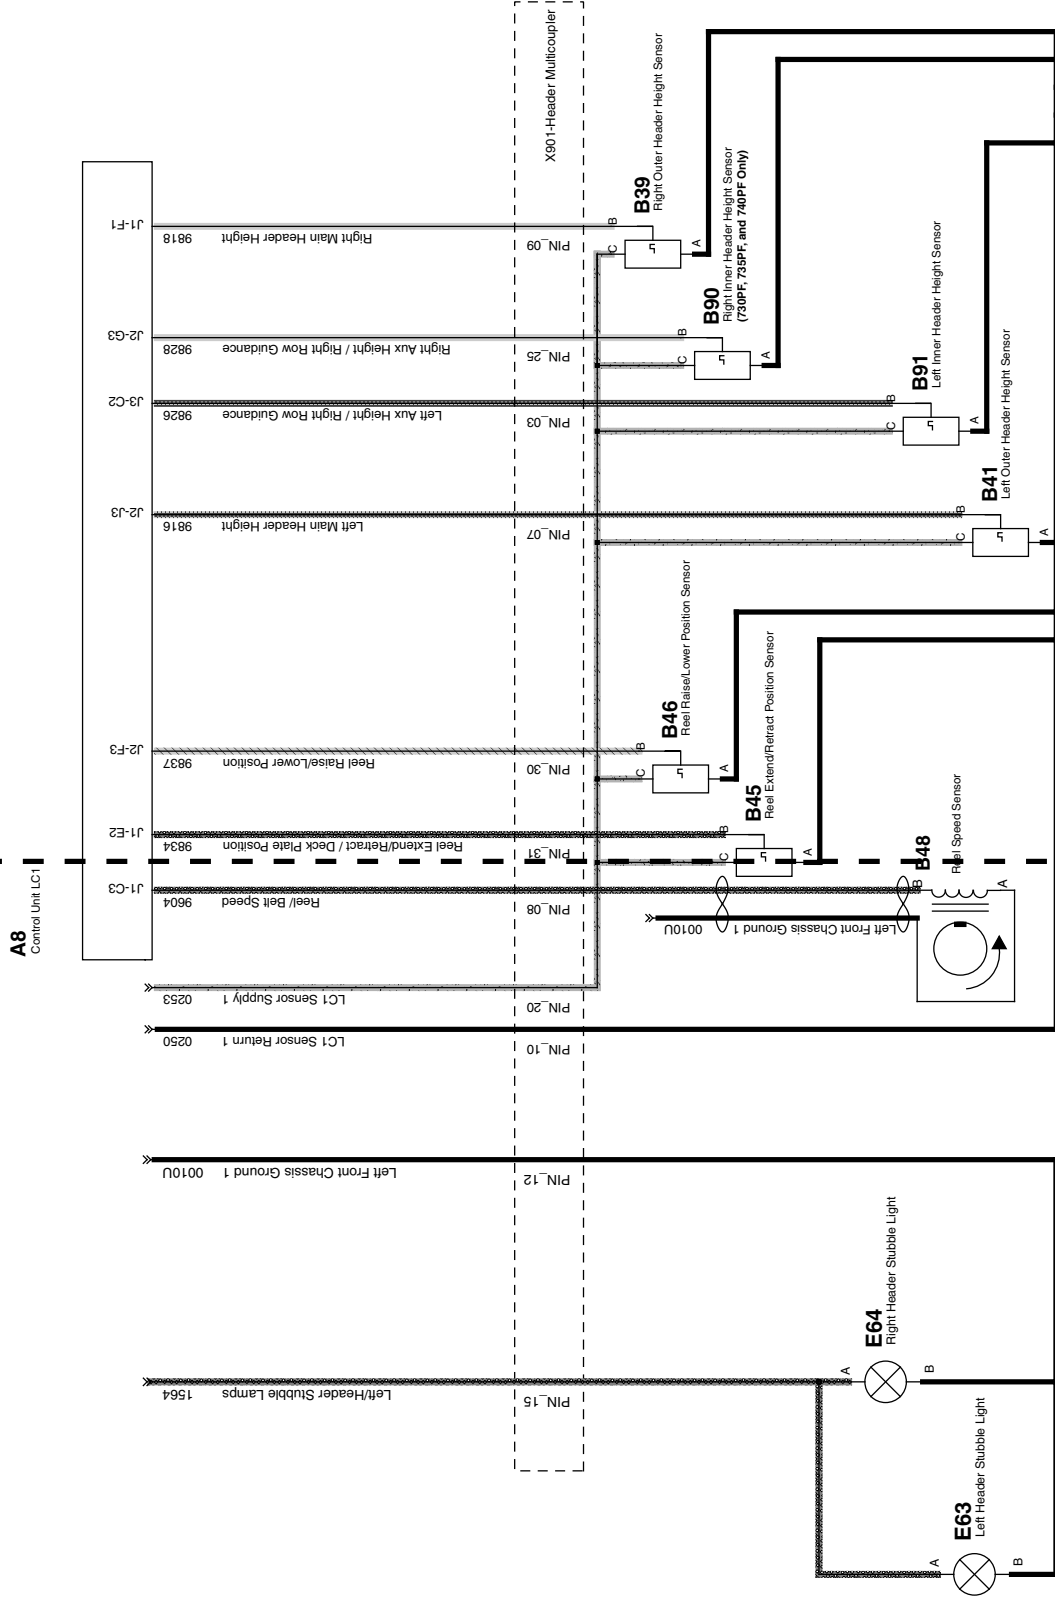 A8
Control Unit LC1
X901-Header Multicoupler
J1-F1
9818
Right Main Header Height
PIN_09
B
C
B39
Right Outer Header Height Sensor
A
J2-G3
9828
Right Aux Height / Right Row Guidance
PIN_25
B
C
B90
Right Inner Header Height Sensor
(730PF, 735PF, and 740PF Only)
A
J3-C2
9826
Left Aux Height / Right Row Guidance
PIN_03
B
C
B91
Left Inner Header Height Sensor
A
J2-J3
9816
Left Main Header Height
PIN_07
B
C
B41
Left Outer Header Height Sensor
A
J2-F3
9837
Reel Raise/Lower Position
PIN_30
B
C
B46
Reel Raise/Lower Position Sensor
A
J1-E2
9834
Reel Extend/Retract / Deck Plate Position
PIN_31
B
C
B45
Reel Extend/Retract Position Sensor
A
J1-C3
9604
Reel/ Belt Speed
PIN_08
0010U
Left Front Chassis Ground 1
B
B48
Reel Speed Sensor
A
0253
LC1 Sensor Supply 1
PIN_20
0250
LC1 Sensor Return 1
PIN_10
0010U
Left Front Chassis Ground 1
PIN_12
1564
Left/Header Stubble Lamps
PIN_15
A
E64
Right Header Stubble Light
B
A
E63
Left Header Stubble Light
B